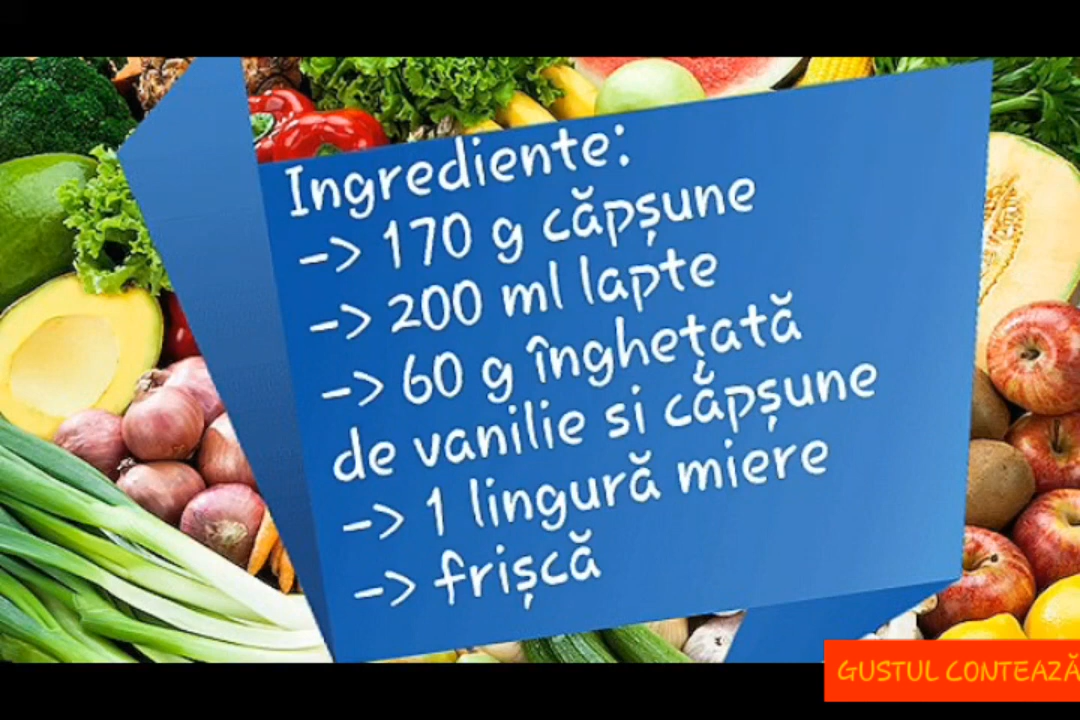 Ingrediente:
-> 170 g căpșune
-> 200 ml lapte
-> 60 g înghețată
de vanilie si căpșune
-> 1 lingură miere
-> frișcă
GUSTUL CONTEAZĂ